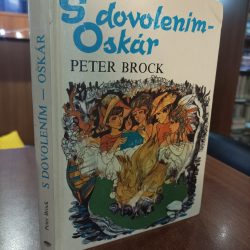 S dovolením-
Oskár
PETER BROCK
S DOVOLENÍM — OSKÁR
Peter Brock